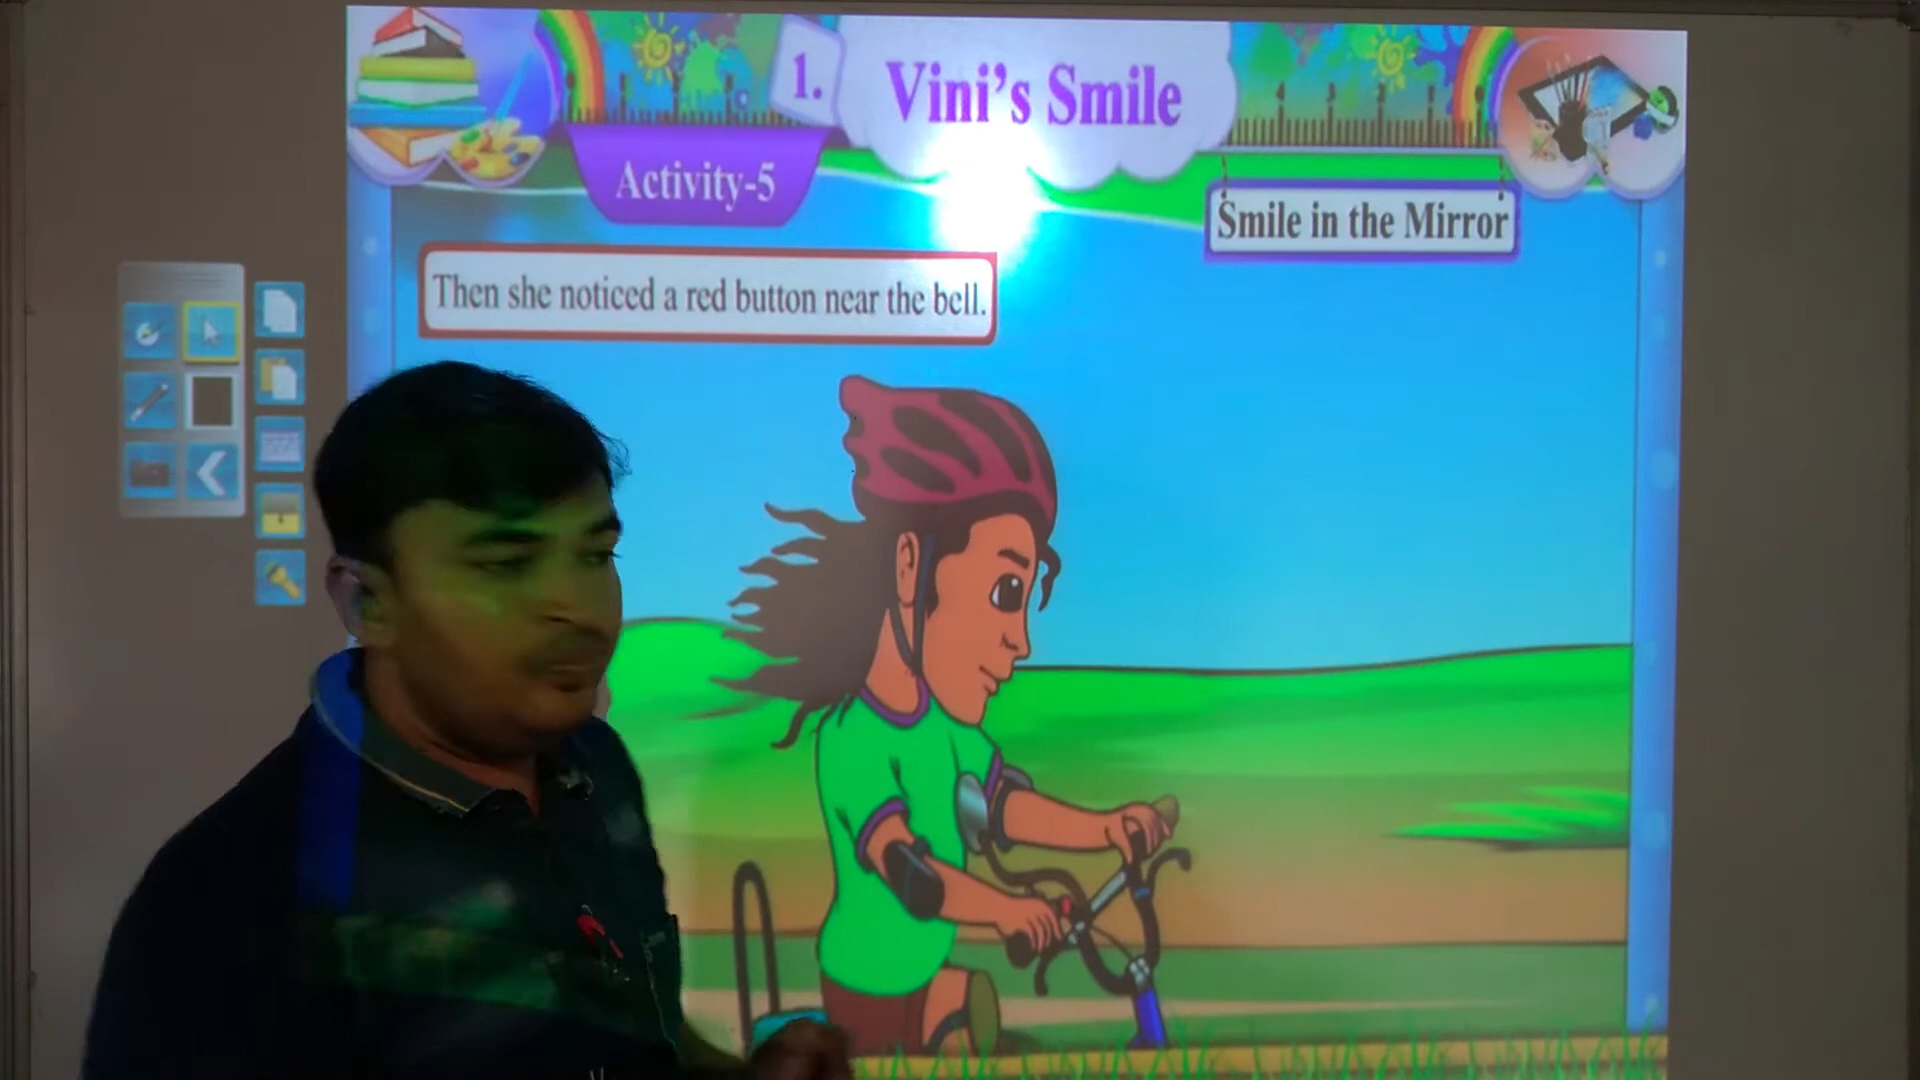 1.
Vini's Smile
Activity-5
Smile in the Mirror
Then she noticed a red button near the bell.